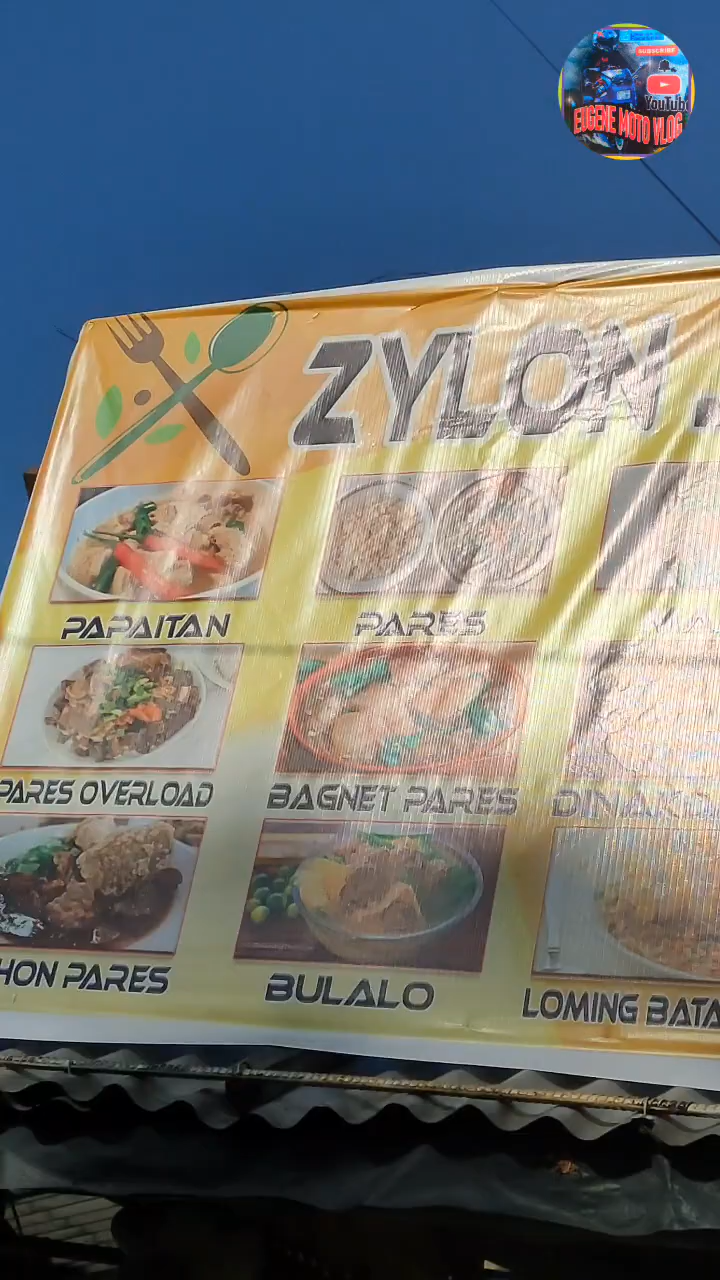 YouTube
EUGENE MOTO VLOG
ZYLON
PAPAITAN
PARES
PARES OVERLOAD
BAGNET PARES
HON PARES
BULALO
LOMING BATA